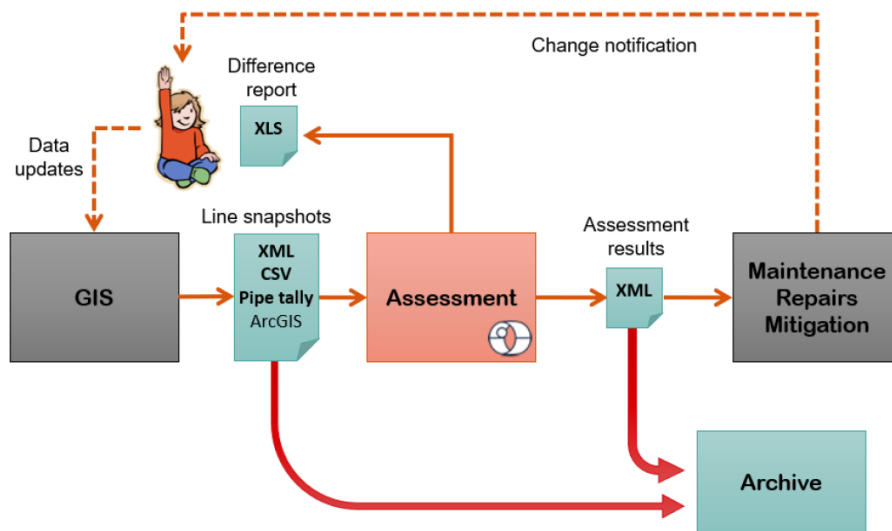 Change notification
Difference
report
XLS
Data
updates
Line snapshots
XML
CSV
Pipe tally
ArcGIS
GIS
Assessment
Assessment
results
XML
Maintenance
Repairs
Mitigation
Archive